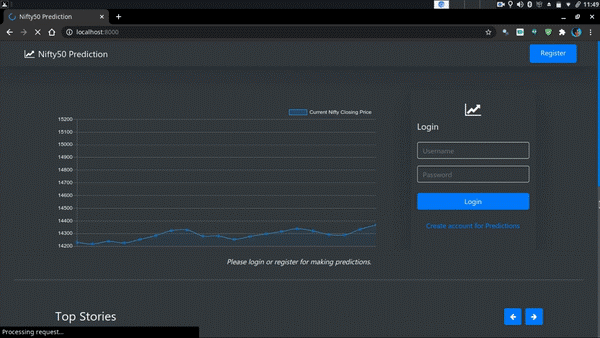 11:49
Nifty50 Prediction
localhost:8000
Nifty50 Prediction
Register
Current Nifty Closing Price
15200
15100
15000
14900
14800
14700
14600
14500
14400
14300
14200
Login
Username
Password
Login
Create account for Predictions
Please login or register for making predictions.
Top Stories
Processing request...